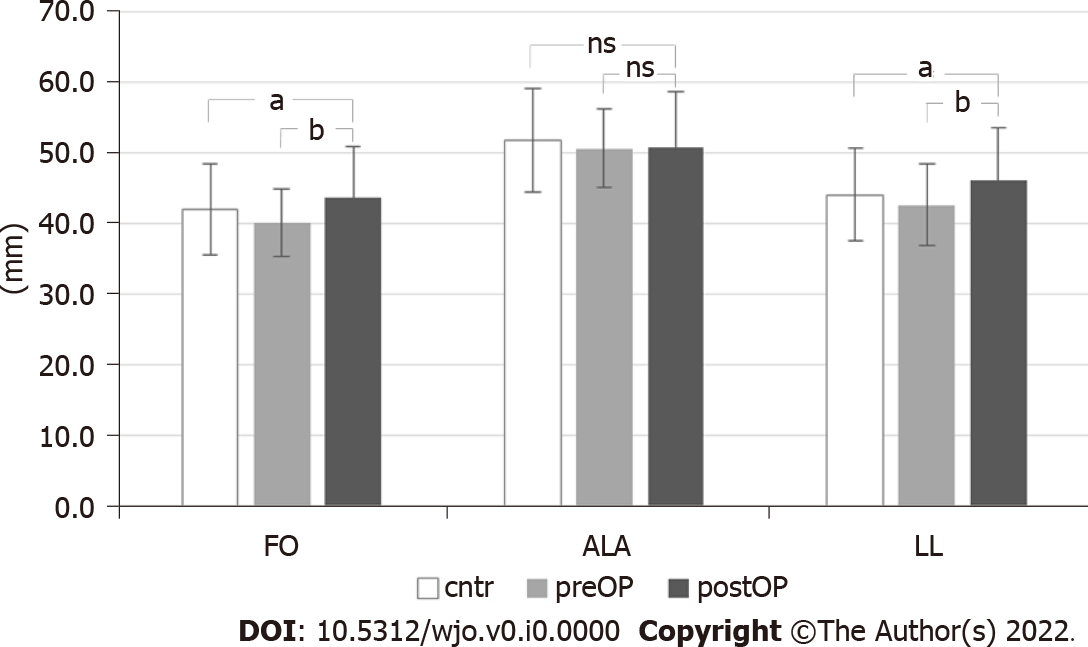 70.0
60.0
50.0
40.0
30.0
20.0
10.0
0.0
(mm)
a
b
ns
ns
a
b
FO ALA LL
cntr preOP postOP
DOI: 10.5312/wjo.v0.i0.0000 Copyright ©The Author(s) 2022.